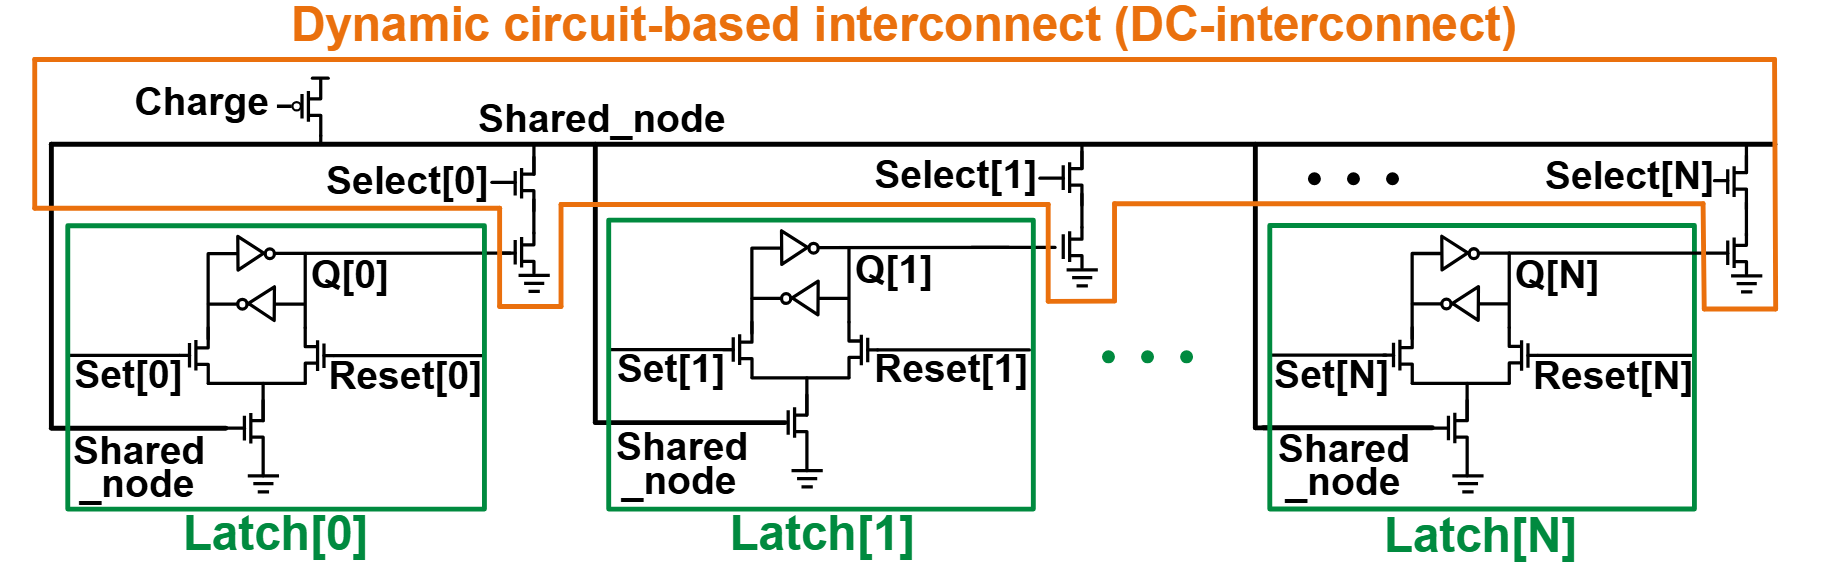 Dynamic circuit-based interconnect (DC-interconnect)
Charge
Shared_node
Select[0]
Select[1]
Select[N]
Q[0]
Q[1]
Q[N]
Set[0]
Reset[0]
Set[1]
Reset[1]
Set[N]
Reset[N]
Shared
_node
Shared
_node
Shared
_node
Latch[0]
Latch[1]
Latch[N]